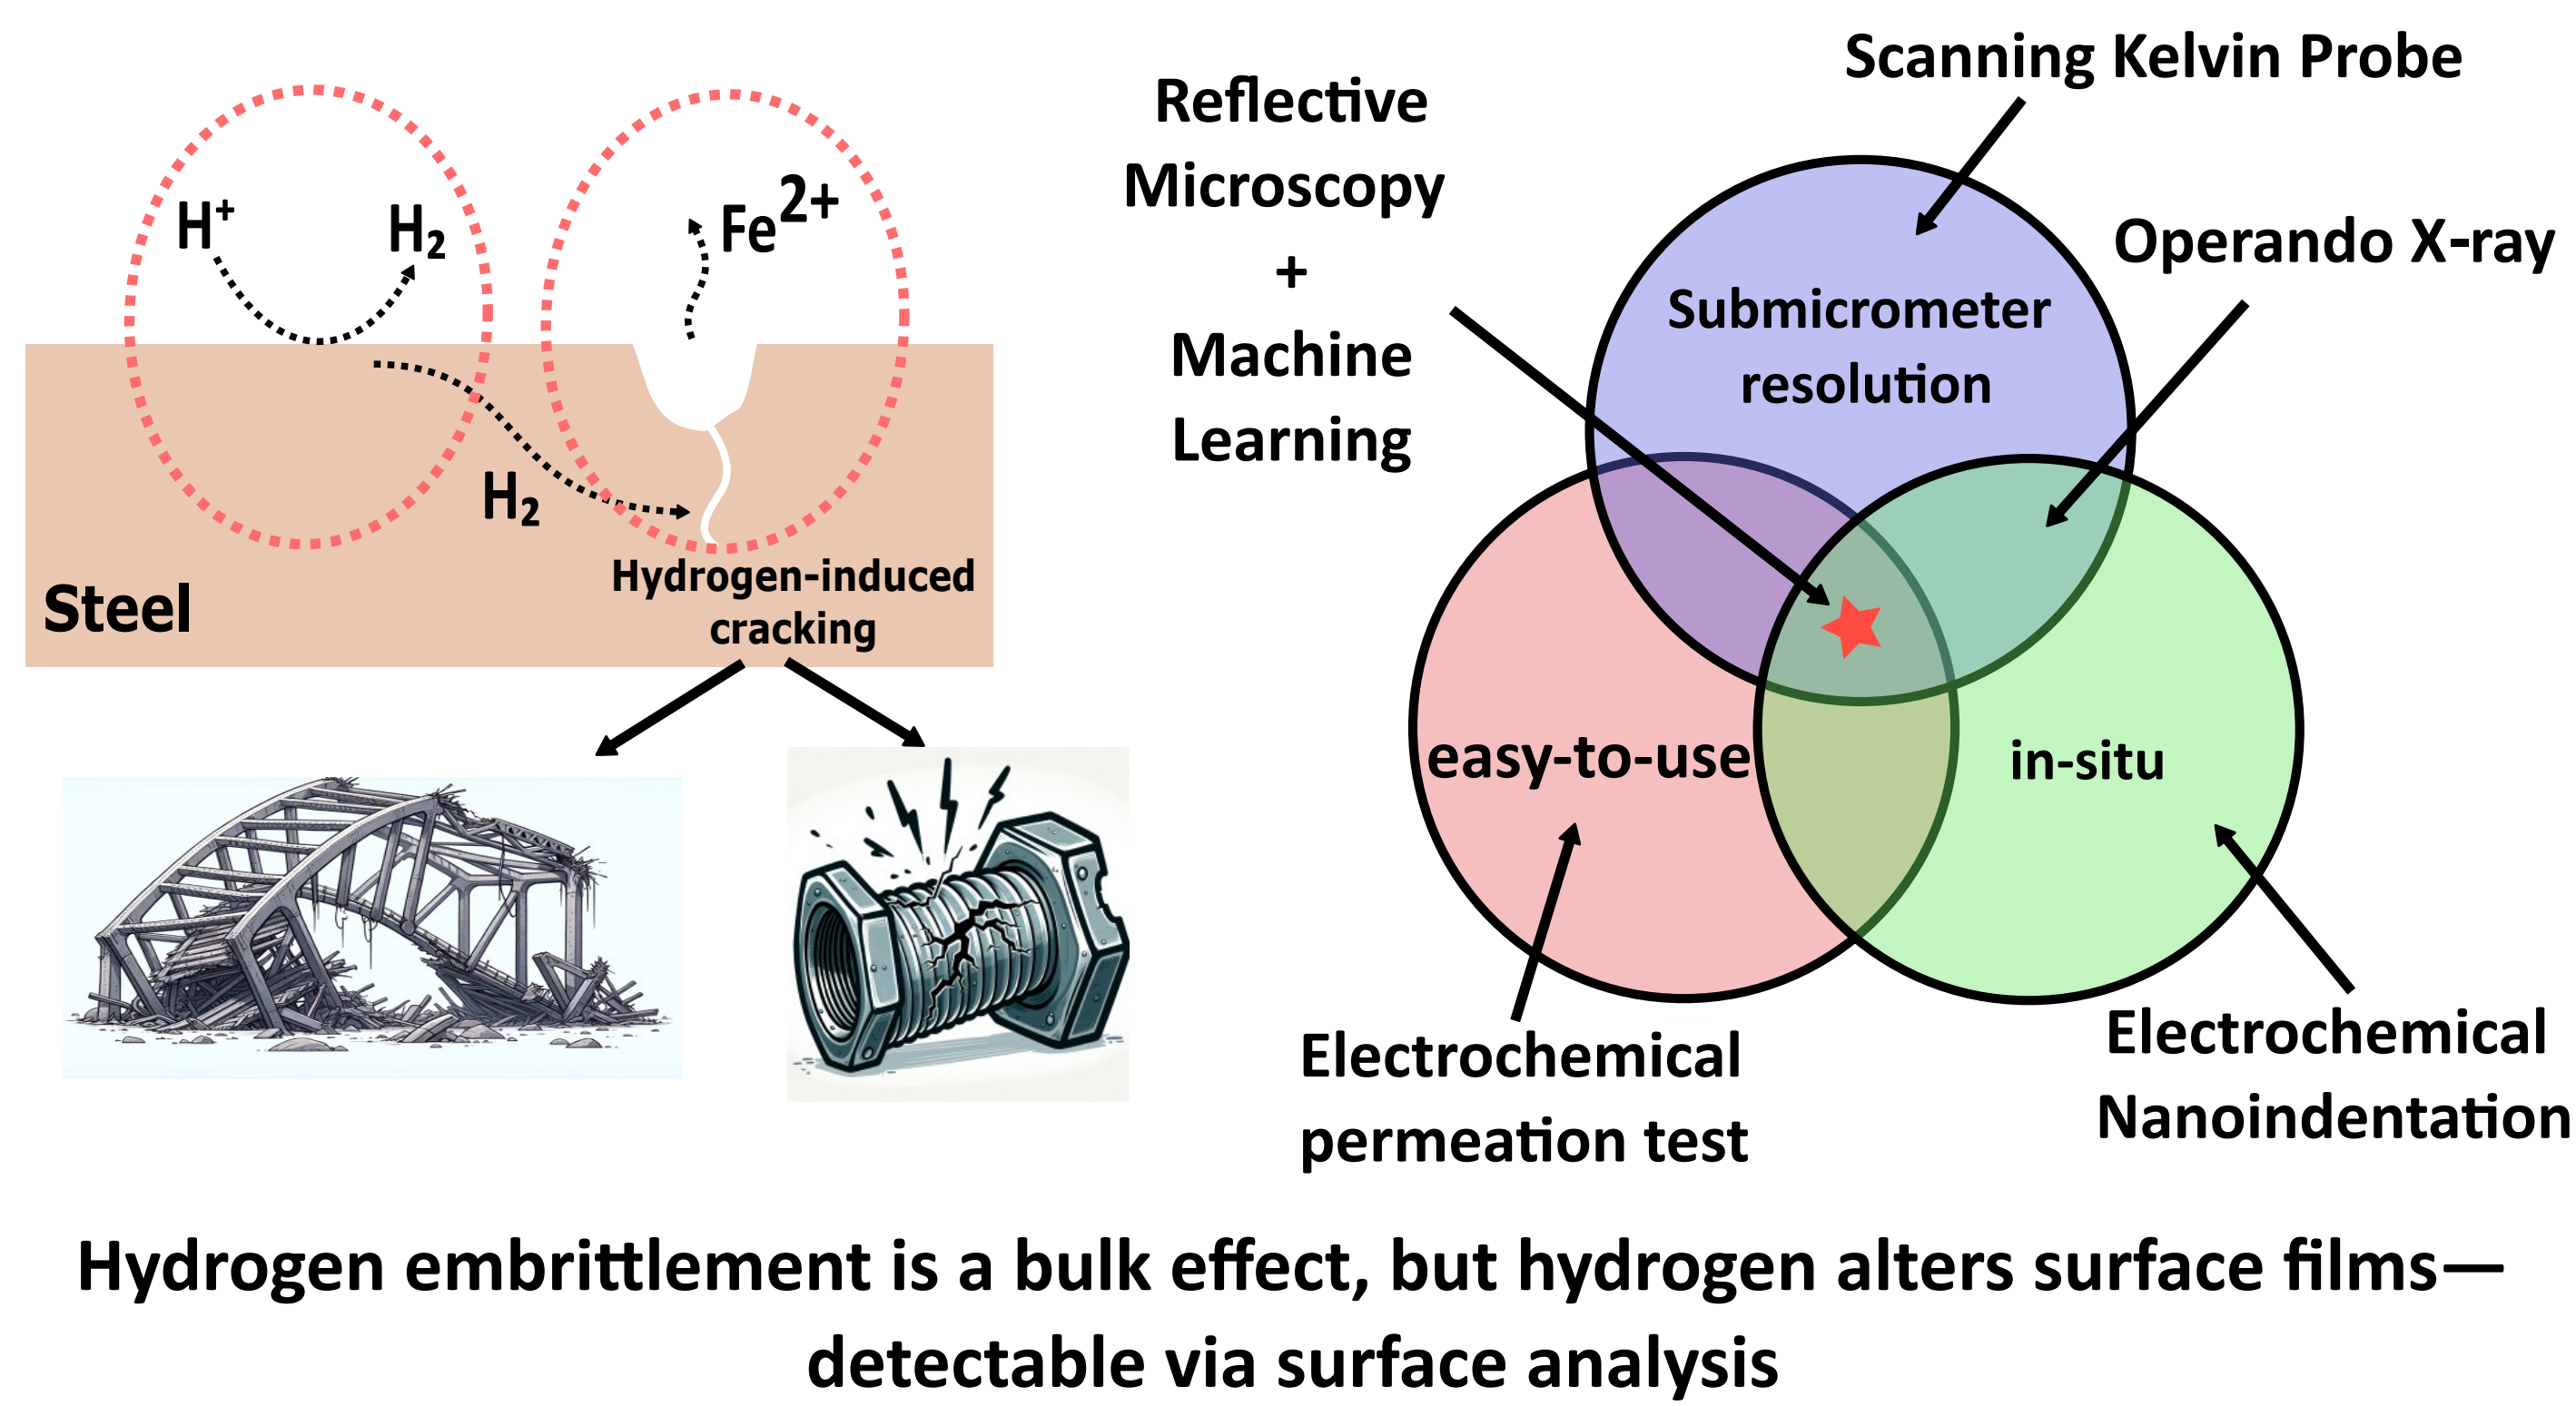 H⁺
H₂
Fe²⁺
H₂
Steel
Hydrogen-induced
cracking
Reflective
Microscopy
+
Machine
Learning
Scanning Kelvin Probe
Operando X-ray
Submicrometer
resolution
easy-to-use
in-situ
Electrochemical
permeation test
Electrochemical
Nanoindentation
Hydrogen embrittlement is a bulk effect, but hydrogen alters surface films—
detectable via surface analysis